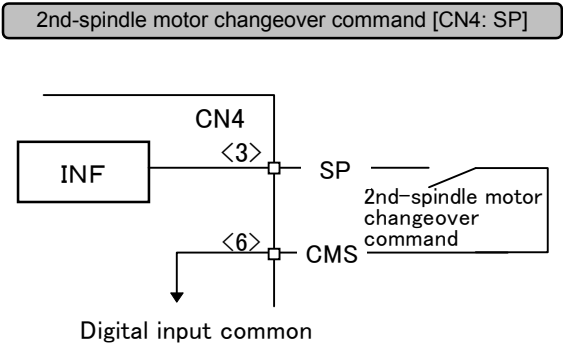 2nd-spindle motor changeover command [CN4: SP]
CN4
<3>
INF
SP
2nd-spindle motor
changeover
command
<6>
CMS
Digital input common